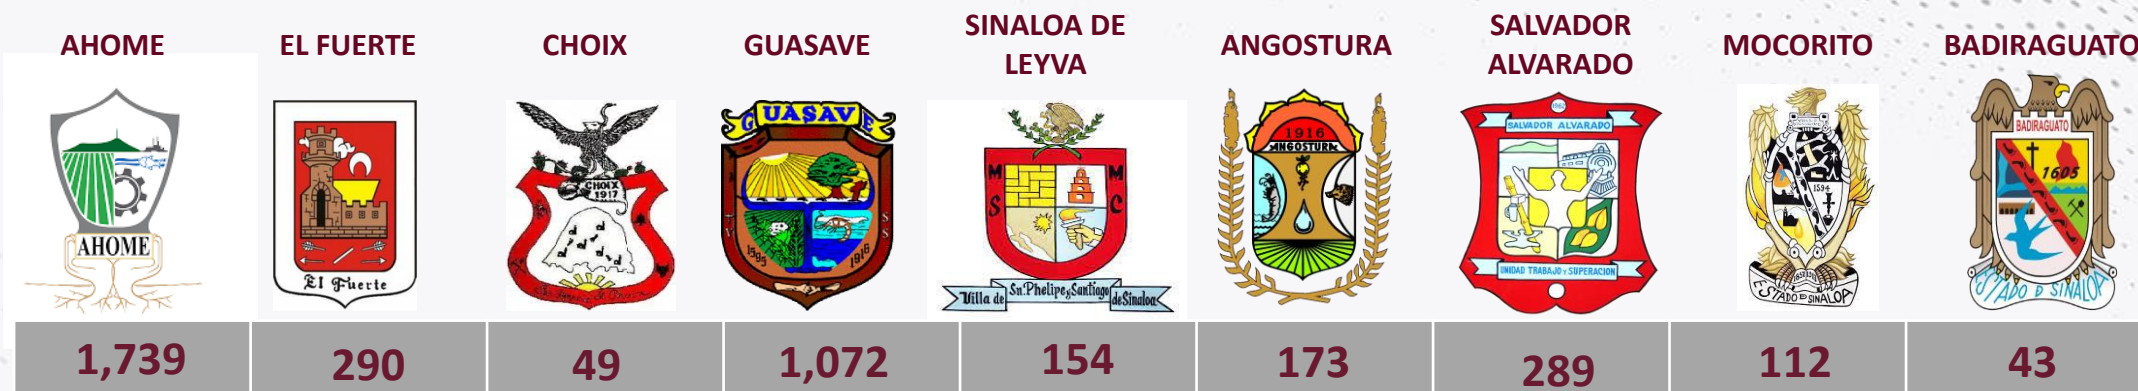 AHOME
EL FUERTE
CHOIX
GUASAVE
SINALOA DE
LEYVA
ANGOSTURA
SALVADOR
ALVARADO
MOCORITO
BADIRAGUATO
AHOME
El Fuerte
CHOIX
1917
GUASAVE
1595
1916
M M
S C
Villa de Sn. Phelipe y Santiago de Sinaloa
1916
ANGOSTURA
1962
SALVADOR ALVARADO
UNIDAD TRABAJO Y SUPERACION
1594
ESTADO D SINALOA
BADIRAGUATO
1605
ESTADO D SINALOA
1,739
290
49
1,072
154
173
289
112
43